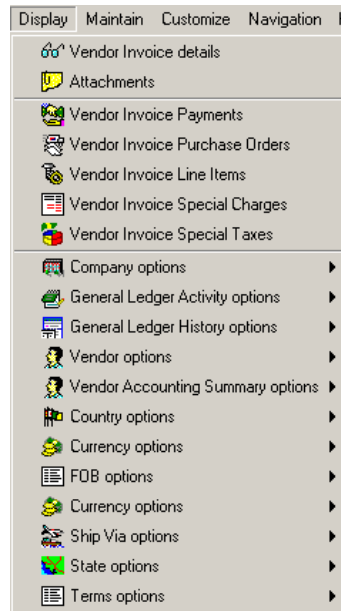 Display Maintain Customize Navigation
Vendor Invoice details
Attachments
Vendor Invoice Payments
Vendor Invoice Purchase Orders
Vendor Invoice Line Items
Vendor Invoice Special Charges
Vendor Invoice Special Taxes
Company options
General Ledger Activity options
General Ledger History options
Vendor options
Vendor Accounting Summary options
Country options
Currency options
FOB options
Currency options
Ship Via options
State options
Terms options